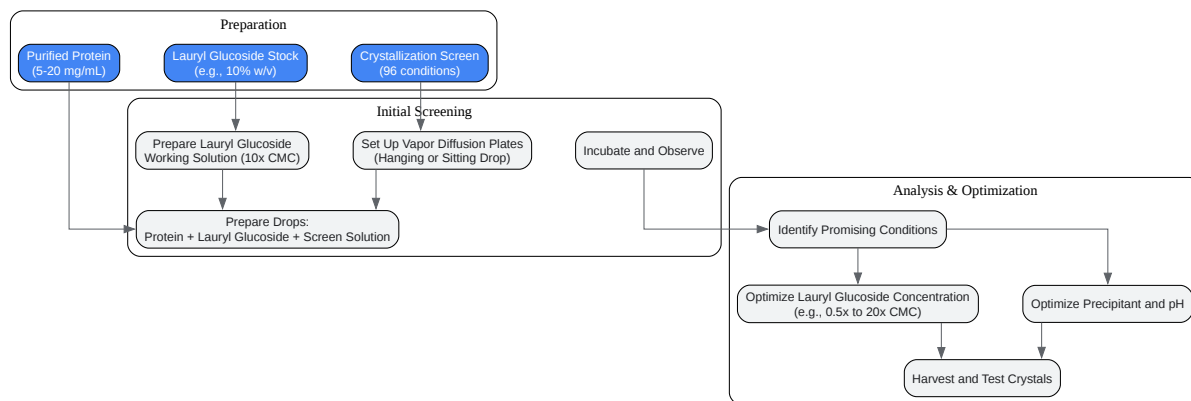 Preparation
Purified Protein
(5-20 mg/mL)
Lauryl Glucoside Stock
(e.g., 10% w/v)
Crystallization Screen
(96 conditions)
Initial Screening
Prepare Lauryl Glucoside
Working Solution (10x CMC)
Set Up Vapor Diffusion Plates
(Hanging or Sitting Drop)
Incubate and Observe
Prepare Drops:
Protein + Lauryl Glucoside + Screen Solution
Analysis & Optimization
Identify Promising Conditions
Optimize Lauryl Glucoside Concentration
(e.g., 0.5x to 20x CMC)
Optimize Precipitant and pH
Harvest and Test Crystals